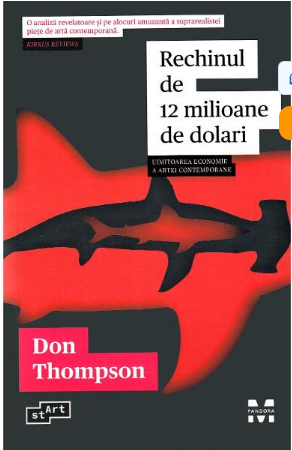 O analiză revelatoare și pe alocuri amuzantă a suprarealistei
piețe de artă contemporană.
KIRKUS REVIEWS
Rechinul
de
12 milioane
de dolari
UIMITOAREA ECONOMIE
A ARTEI CONTEMPORANE
Don
Thompson
stArt
PANDORA
M